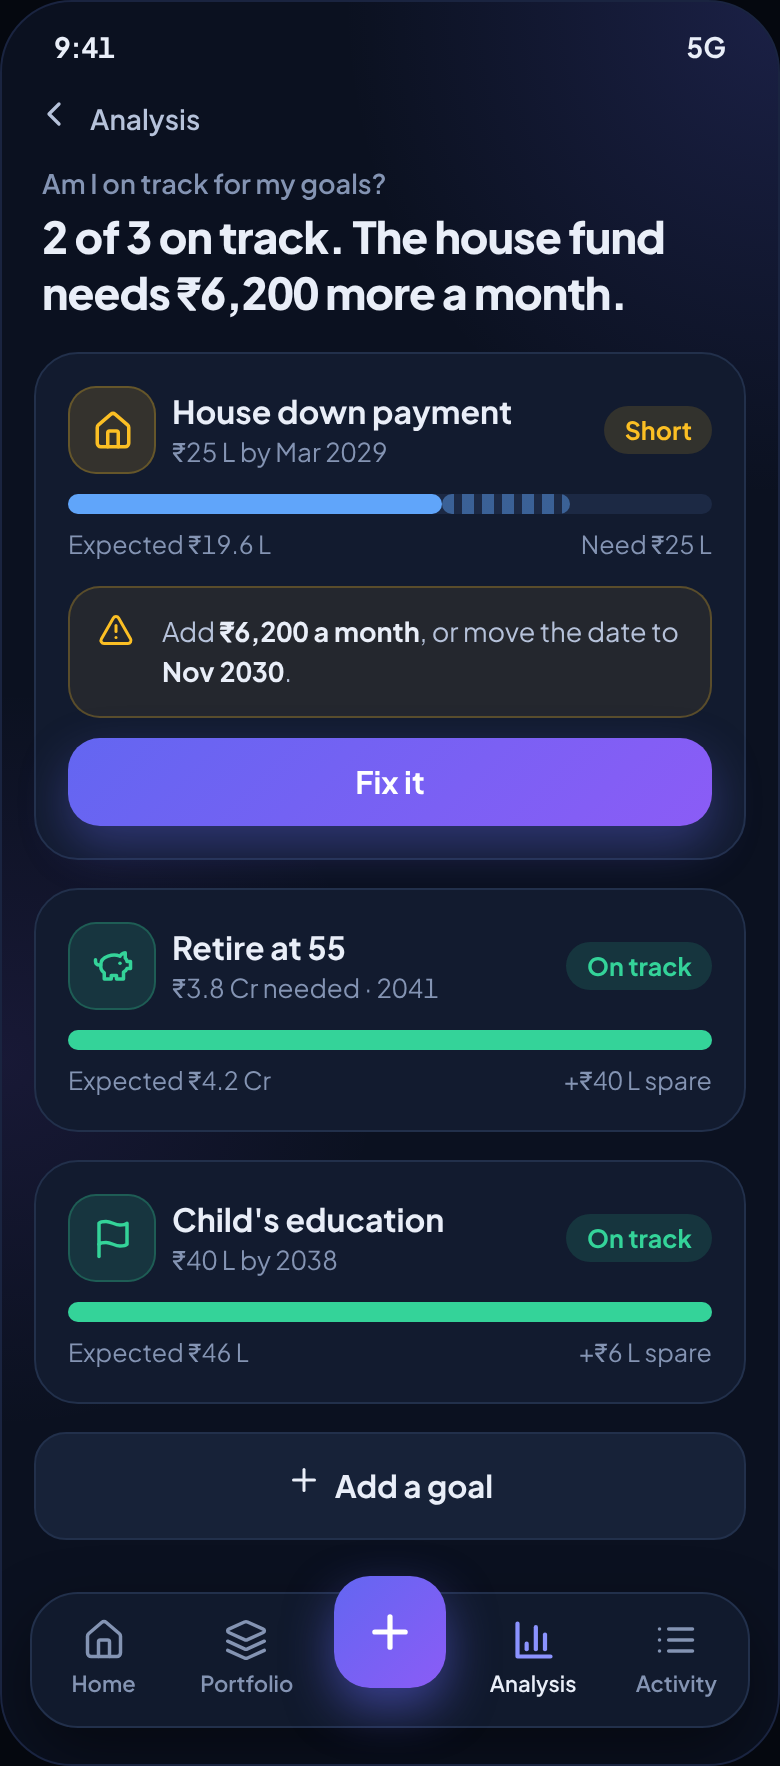 9:41 5G
Analysis
Am I on track for my goals?
2 of 3 on track. The house fund
needs ₹6,200 more a month.
House down payment
₹25 L by Mar 2029
Short
Expected ₹19.6 L Need ₹25 L
Add ₹6,200 a month, or move the date to
Nov 2030.
Fix it
Retire at 55
₹3.8 Cr needed · 2041
On track
Expected ₹4.2 Cr +₹40 L spare
Child's education
₹40 L by 2038
On track
Expected ₹46 L +₹6 L spare
+ Add a goal
Home Portfolio + Analysis Activity